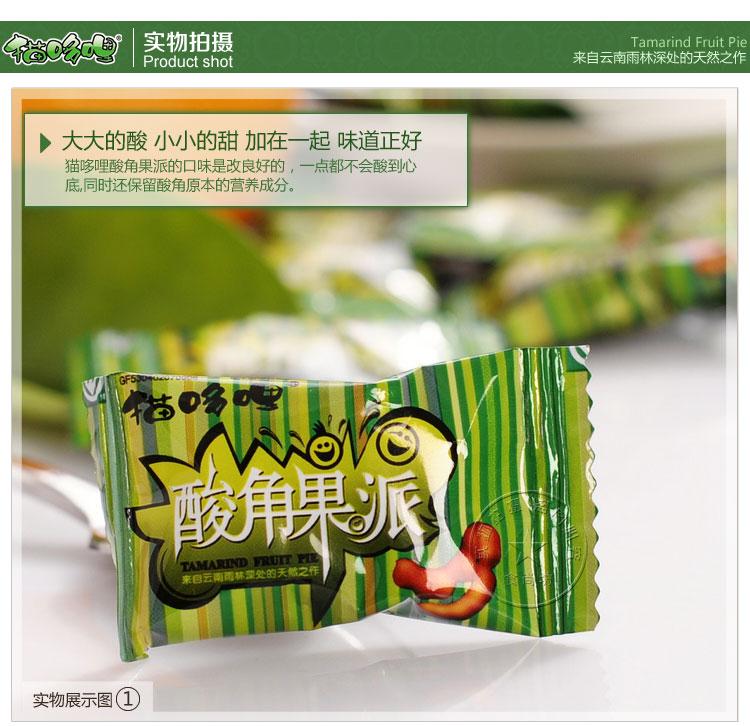 猫哆哩®
实物拍摄
Product shot
Tamarind Fruit Pie
来自云南雨林深处的天然之作
大大的酸 小小的甜 加在一起 味道正好
猫哆哩酸角果派的口味是改良好的，一点都不会酸到心
底,同时还保留酸角原本的营养成分。
猫哆哩
酸角果派
TAMARIND FRUIT PIE
来自云南雨林深处的天然之作
实物展示图①